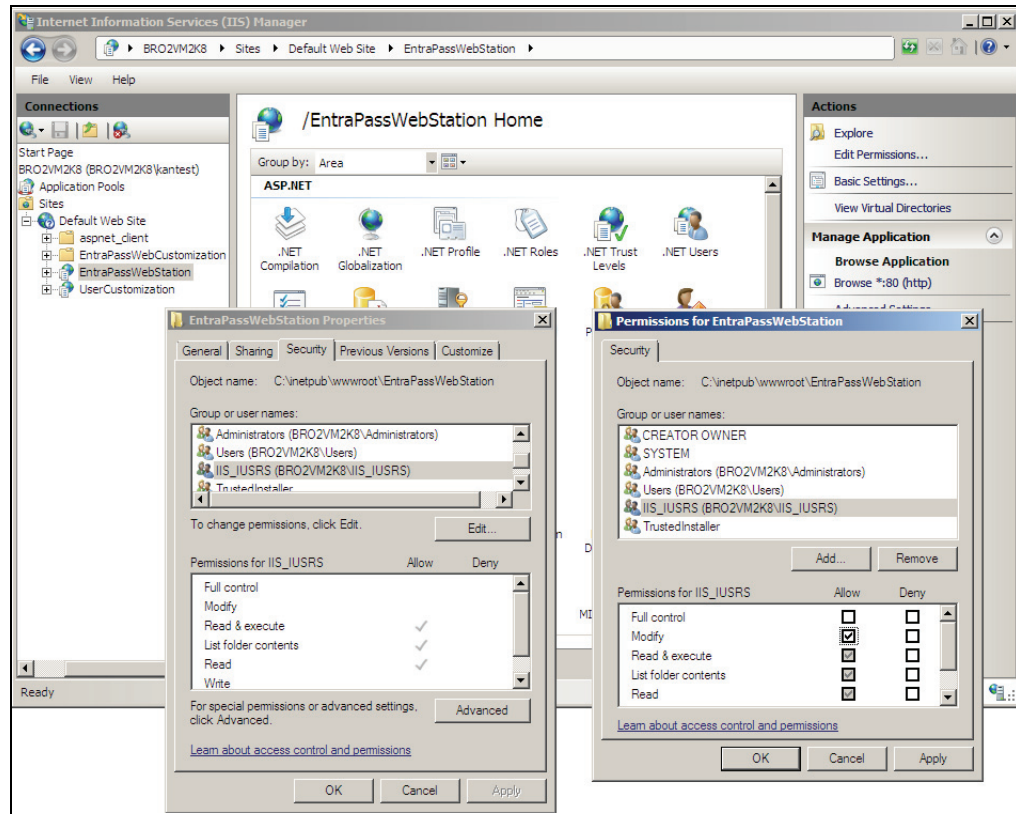 Internet Information Services (IIS) Manager
BRO2VM2K8 Sites Default Web Site EntraPassWebStation
File View Help
Connections
Start Page
BRO2VM2K8 (BRO2VM2K8\kantest)
Application Pools
Sites
Default Web Site
aspnet_client
EntraPassWebCustomization
EntraPassWebStation
UserCustomization
Ready
/EntraPassWebStation Home
Group by: Area
ASP.NET
.NET Compilation
.NET Globalization
.NET Profile
.NET Roles
.NET Trust Levels
.NET Users
Actions
Explore
Edit Permissions...
Basic Settings...
View Virtual Directories
Manage Application
Browse Application
Browse *:80 (http)
Advanced Settings
EntraPassWebStation Properties
General Sharing Security Previous Versions Customize
Object name: C:\inetpub\wwwroot\EntraPassWebStation
Group or user names:
Administrators (BRO2VM2K8\Administrators)
Users (BRO2VM2K8\Users)
IIS_IUSRS (BRO2VM2K8\IIS_IUSRS)
TrustedInstaller
To change permissions, click Edit.
Edit...
Permissions for IIS_IUSRS Allow Deny
Full control
Modify
Read & execute
List folder contents
Read
Write
For special permissions or advanced settings,
click Advanced.
Advanced
Learn about access control and permissions
OK Cancel Apply
Permissions for EntraPassWebStation
Security
Object name: C:\inetpub\wwwroot\EntraPassWebStation
Group or user names:
CREATOR OWNER
SYSTEM
Administrators (BRO2VM2K8\Administrators)
Users (BRO2VM2K8\Users)
IIS_IUSRS (BRO2VM2K8\IIS_IUSRS)
TrustedInstaller
Add... Remove
Permissions for IIS_IUSRS Allow Deny
Full control
Modify
Read & execute
List folder contents
Read
Learn about access control and permissions
OK Cancel Apply